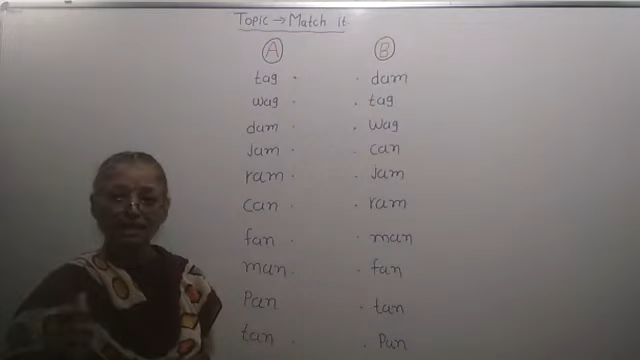 Topic → Match it
A B
tag · · dam
wag · · tag
dam · · wag
Jam · · can
ram · · Jam
can · · ram
fan · · man
man · · fan
Pan · tan
tan · · Pan